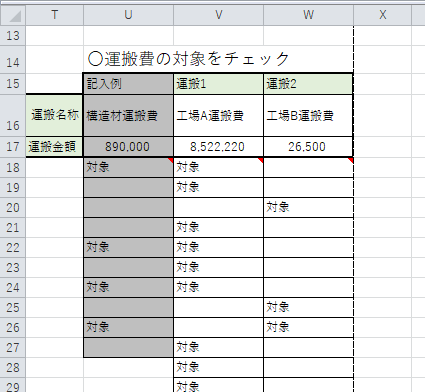 T U V W X
13
14 〇運搬費の対象をチェック
15 記入例 運搬1 運搬2
16 運搬名称 構造材運搬費 工場A運搬費 工場B運搬費
17 運搬金額 890,000 8,522,220 26,500
18 対象 対象
19 対象
20 対象
21 対象
22 対象 対象
23 対象
24 対象 対象
25 対象
26 対象 対象
27 対象
28 対象
29 対象